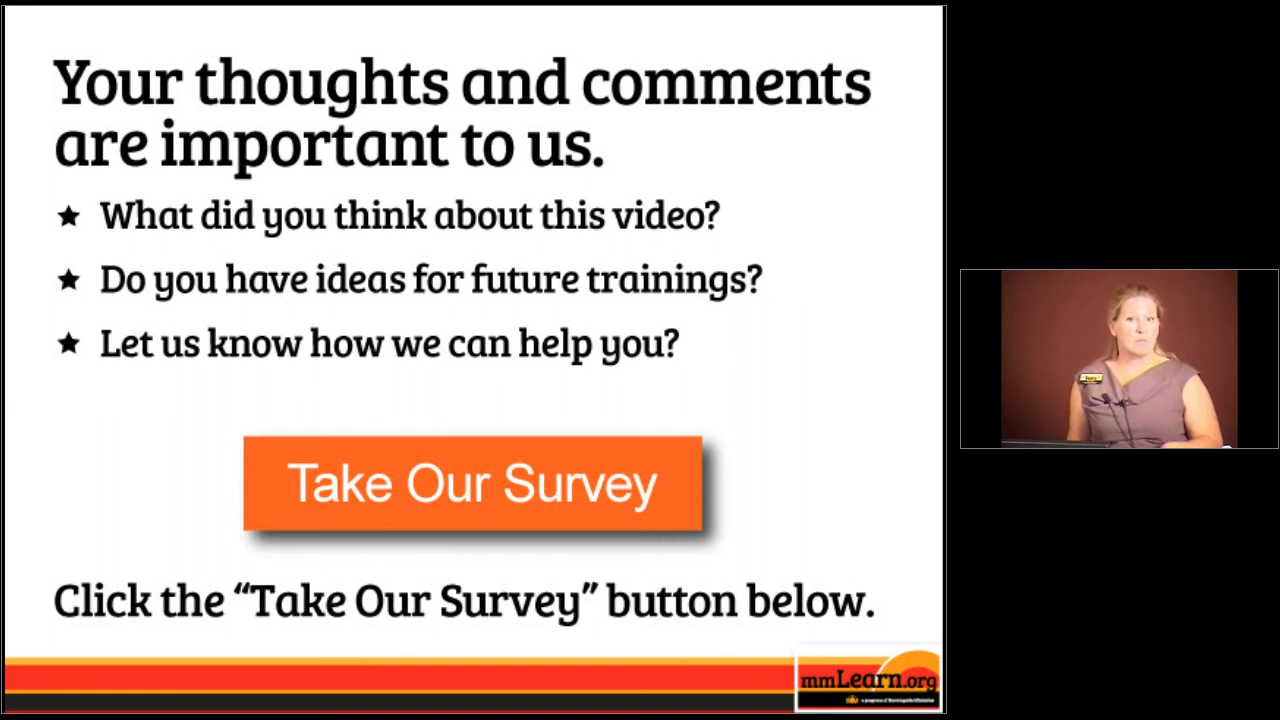 Your thoughts and comments
are important to us.
★ What did you think about this video?
★ Do you have ideas for future trainings?
★ Let us know how we can help you?
Take Our Survey
Click the “Take Our Survey” button below.
mmLearn.org